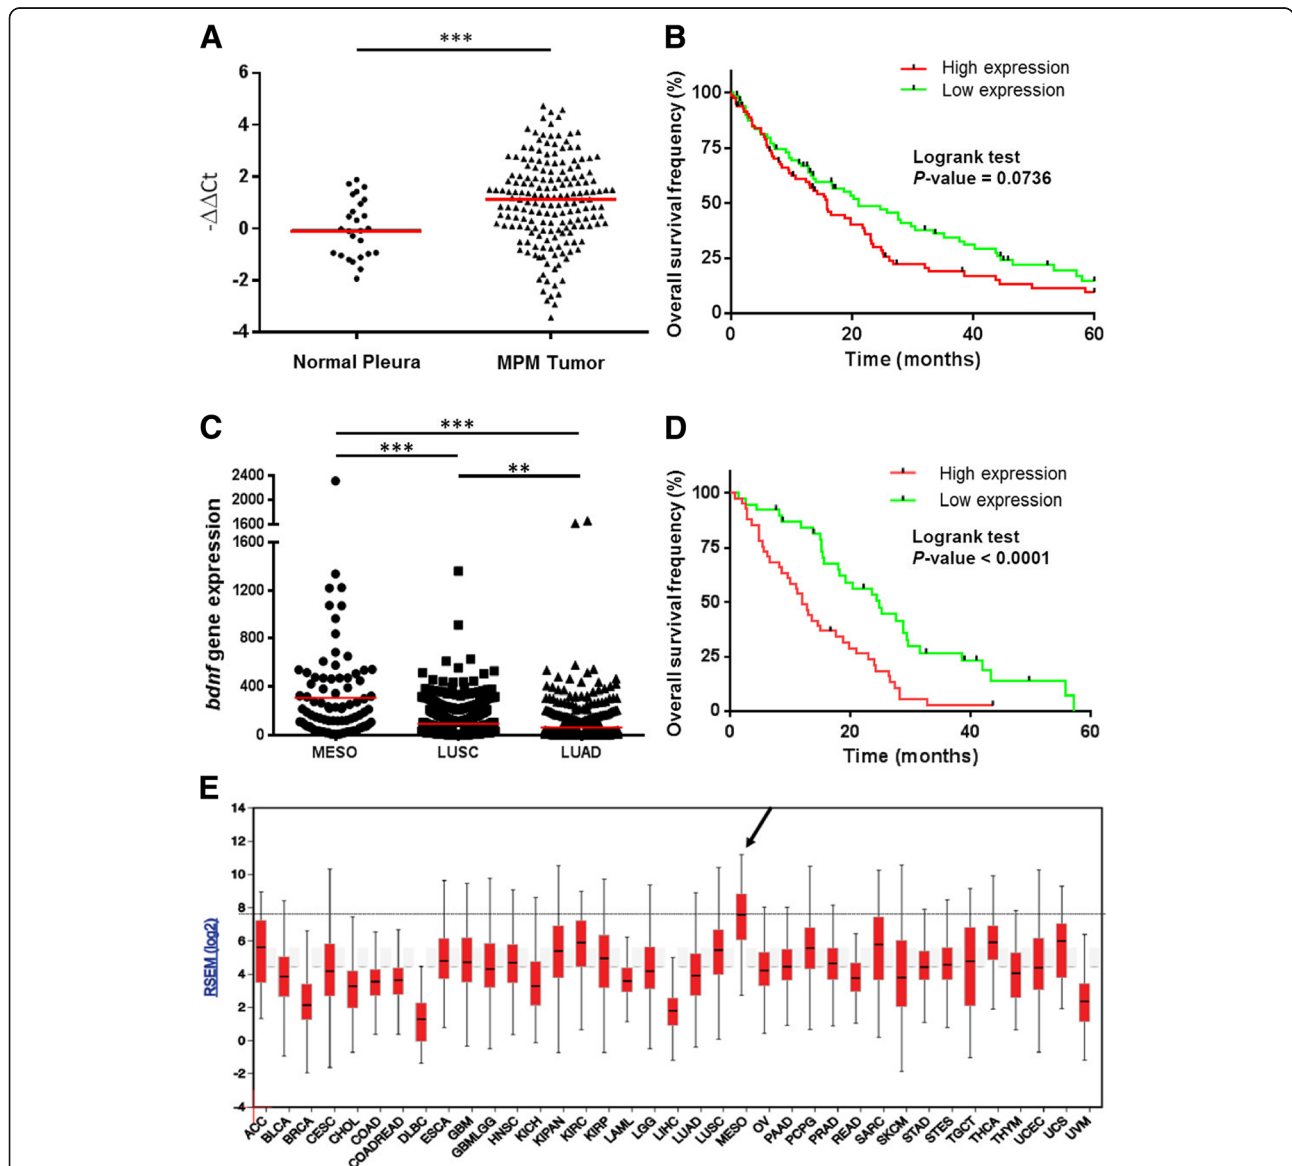 A
***
6
4
2
0
-2
-4
-ΔΔCt
Normal Pleura
MPM Tumor
B
High expression
Low expression
Logrank test
P-value = 0.0736
Overall survival frequency (%)
100
75
50
25
0
0
20
40
60
Time (months)
C
***
***
**
bdnf gene expression
2400
2000
1600
1600
1200
800
400
0
MESO
LUSC
LUAD
D
High expression
Low expression
Logrank test
P-value < 0.0001
Overall survival frequency (%)
100
75
50
25
0
0
20
40
60
Time (months)
E
RSEM (log2)
14
12
10
8
6
4
2
0
-2
-4
ACC
BLCA
BRCA
CESC
CHOL
COAD
COADREAD
DLBC
ESCA
GBM
GBMLGG
HNSC
KICH
KIPAN
KIRC
KIRP
LAML
LGG
LIHC
LUAD
LUSC
MESO
OV
PAAD
PCPG
PRAD
READ
SARC
SKCM
STAD
STES
TGCT
THCA
THYM
UCEC
UCS
UVM